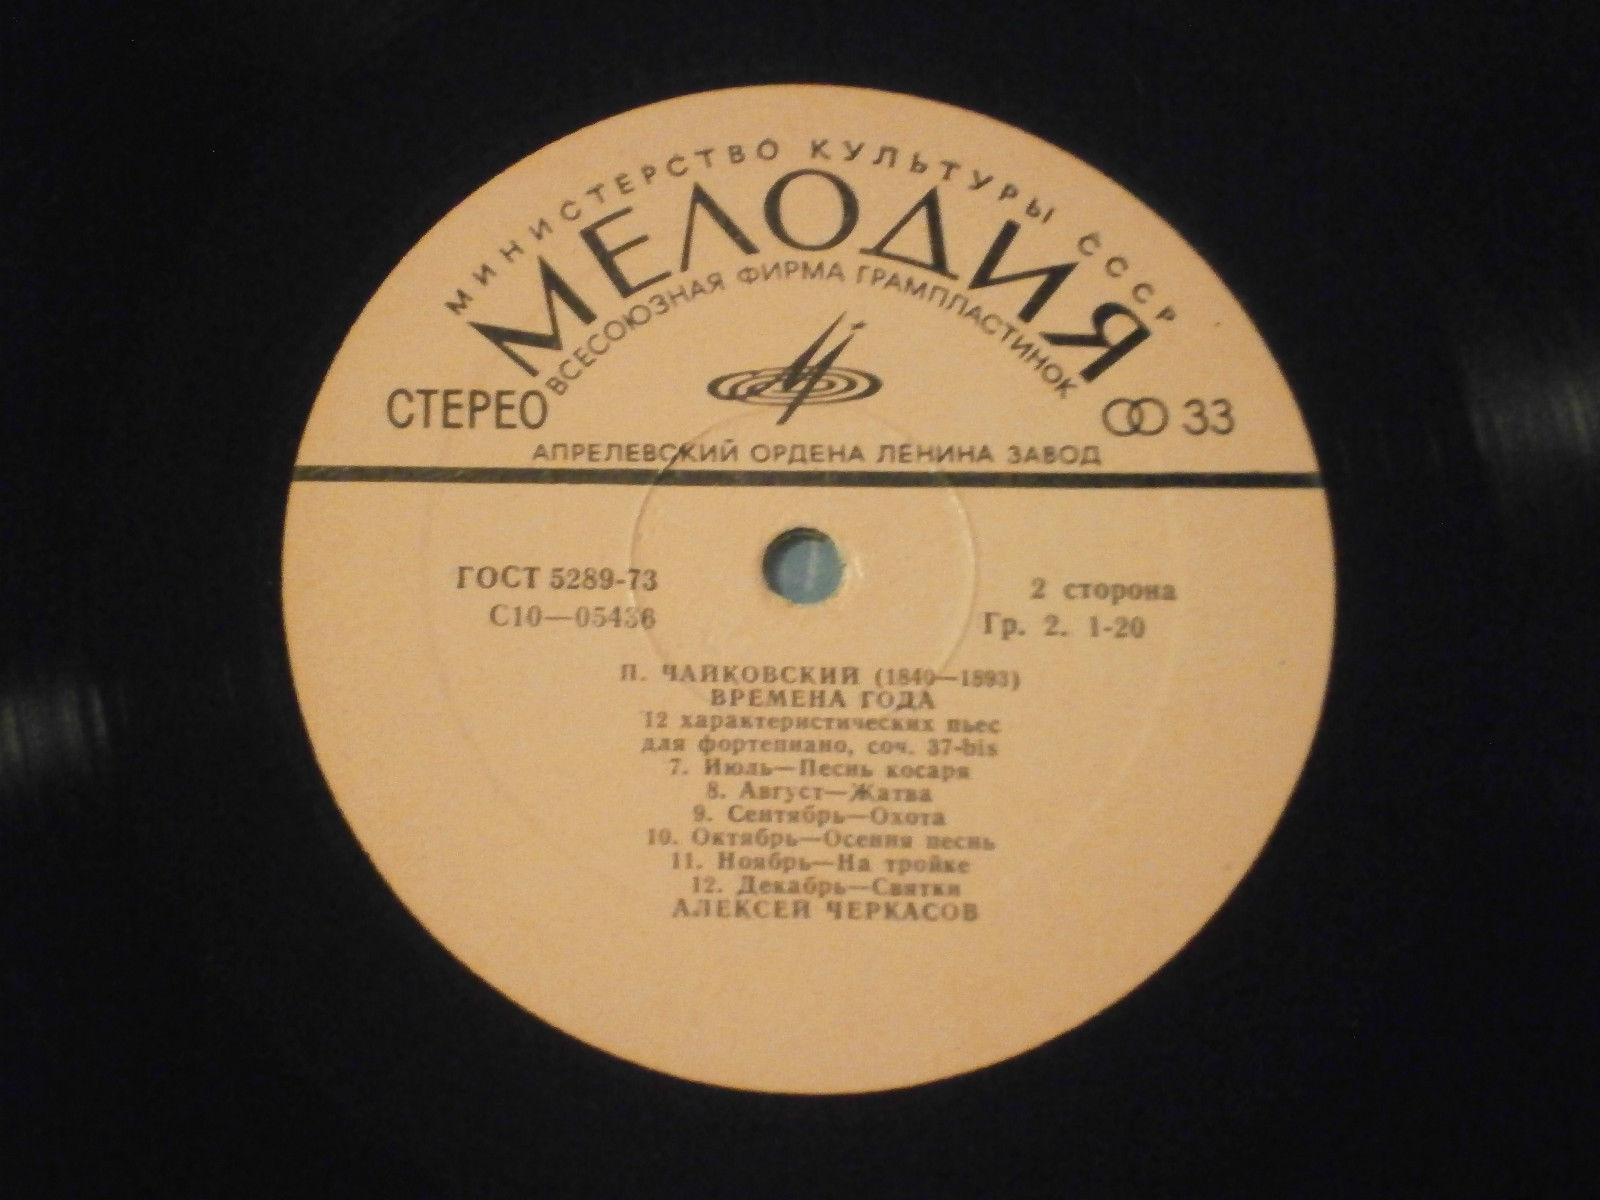 МИНИСТЕРСТВО КУЛЬТУРЫ СССР
МЕЛОДИЯ
ВСЕСОЮЗНАЯ ФИРМА ГРАМПЛАСТИНОК
СТЕРЕО
33
АПРЕЛЕВСКИЙ ОРДЕНА ЛЕНИНА ЗАВОД
ГОСТ 5289-73
2 сторона
С10—05436
Гр. 2. 1-20
П. ЧАЙКОВСКИЙ (1840—1893)
ВРЕМЕНА ГОДА
12 характеристических пьес
для фортепиано, соч. 37-bis
7. Июль—Песнь косаря
8. Август—Жатва
9. Сентябрь—Охота
10. Октябрь—Осення песнь
11. Ноябрь—На тройке
12. Декабрь—Святки
АЛЕКСЕЙ ЧЕРКАСОВ